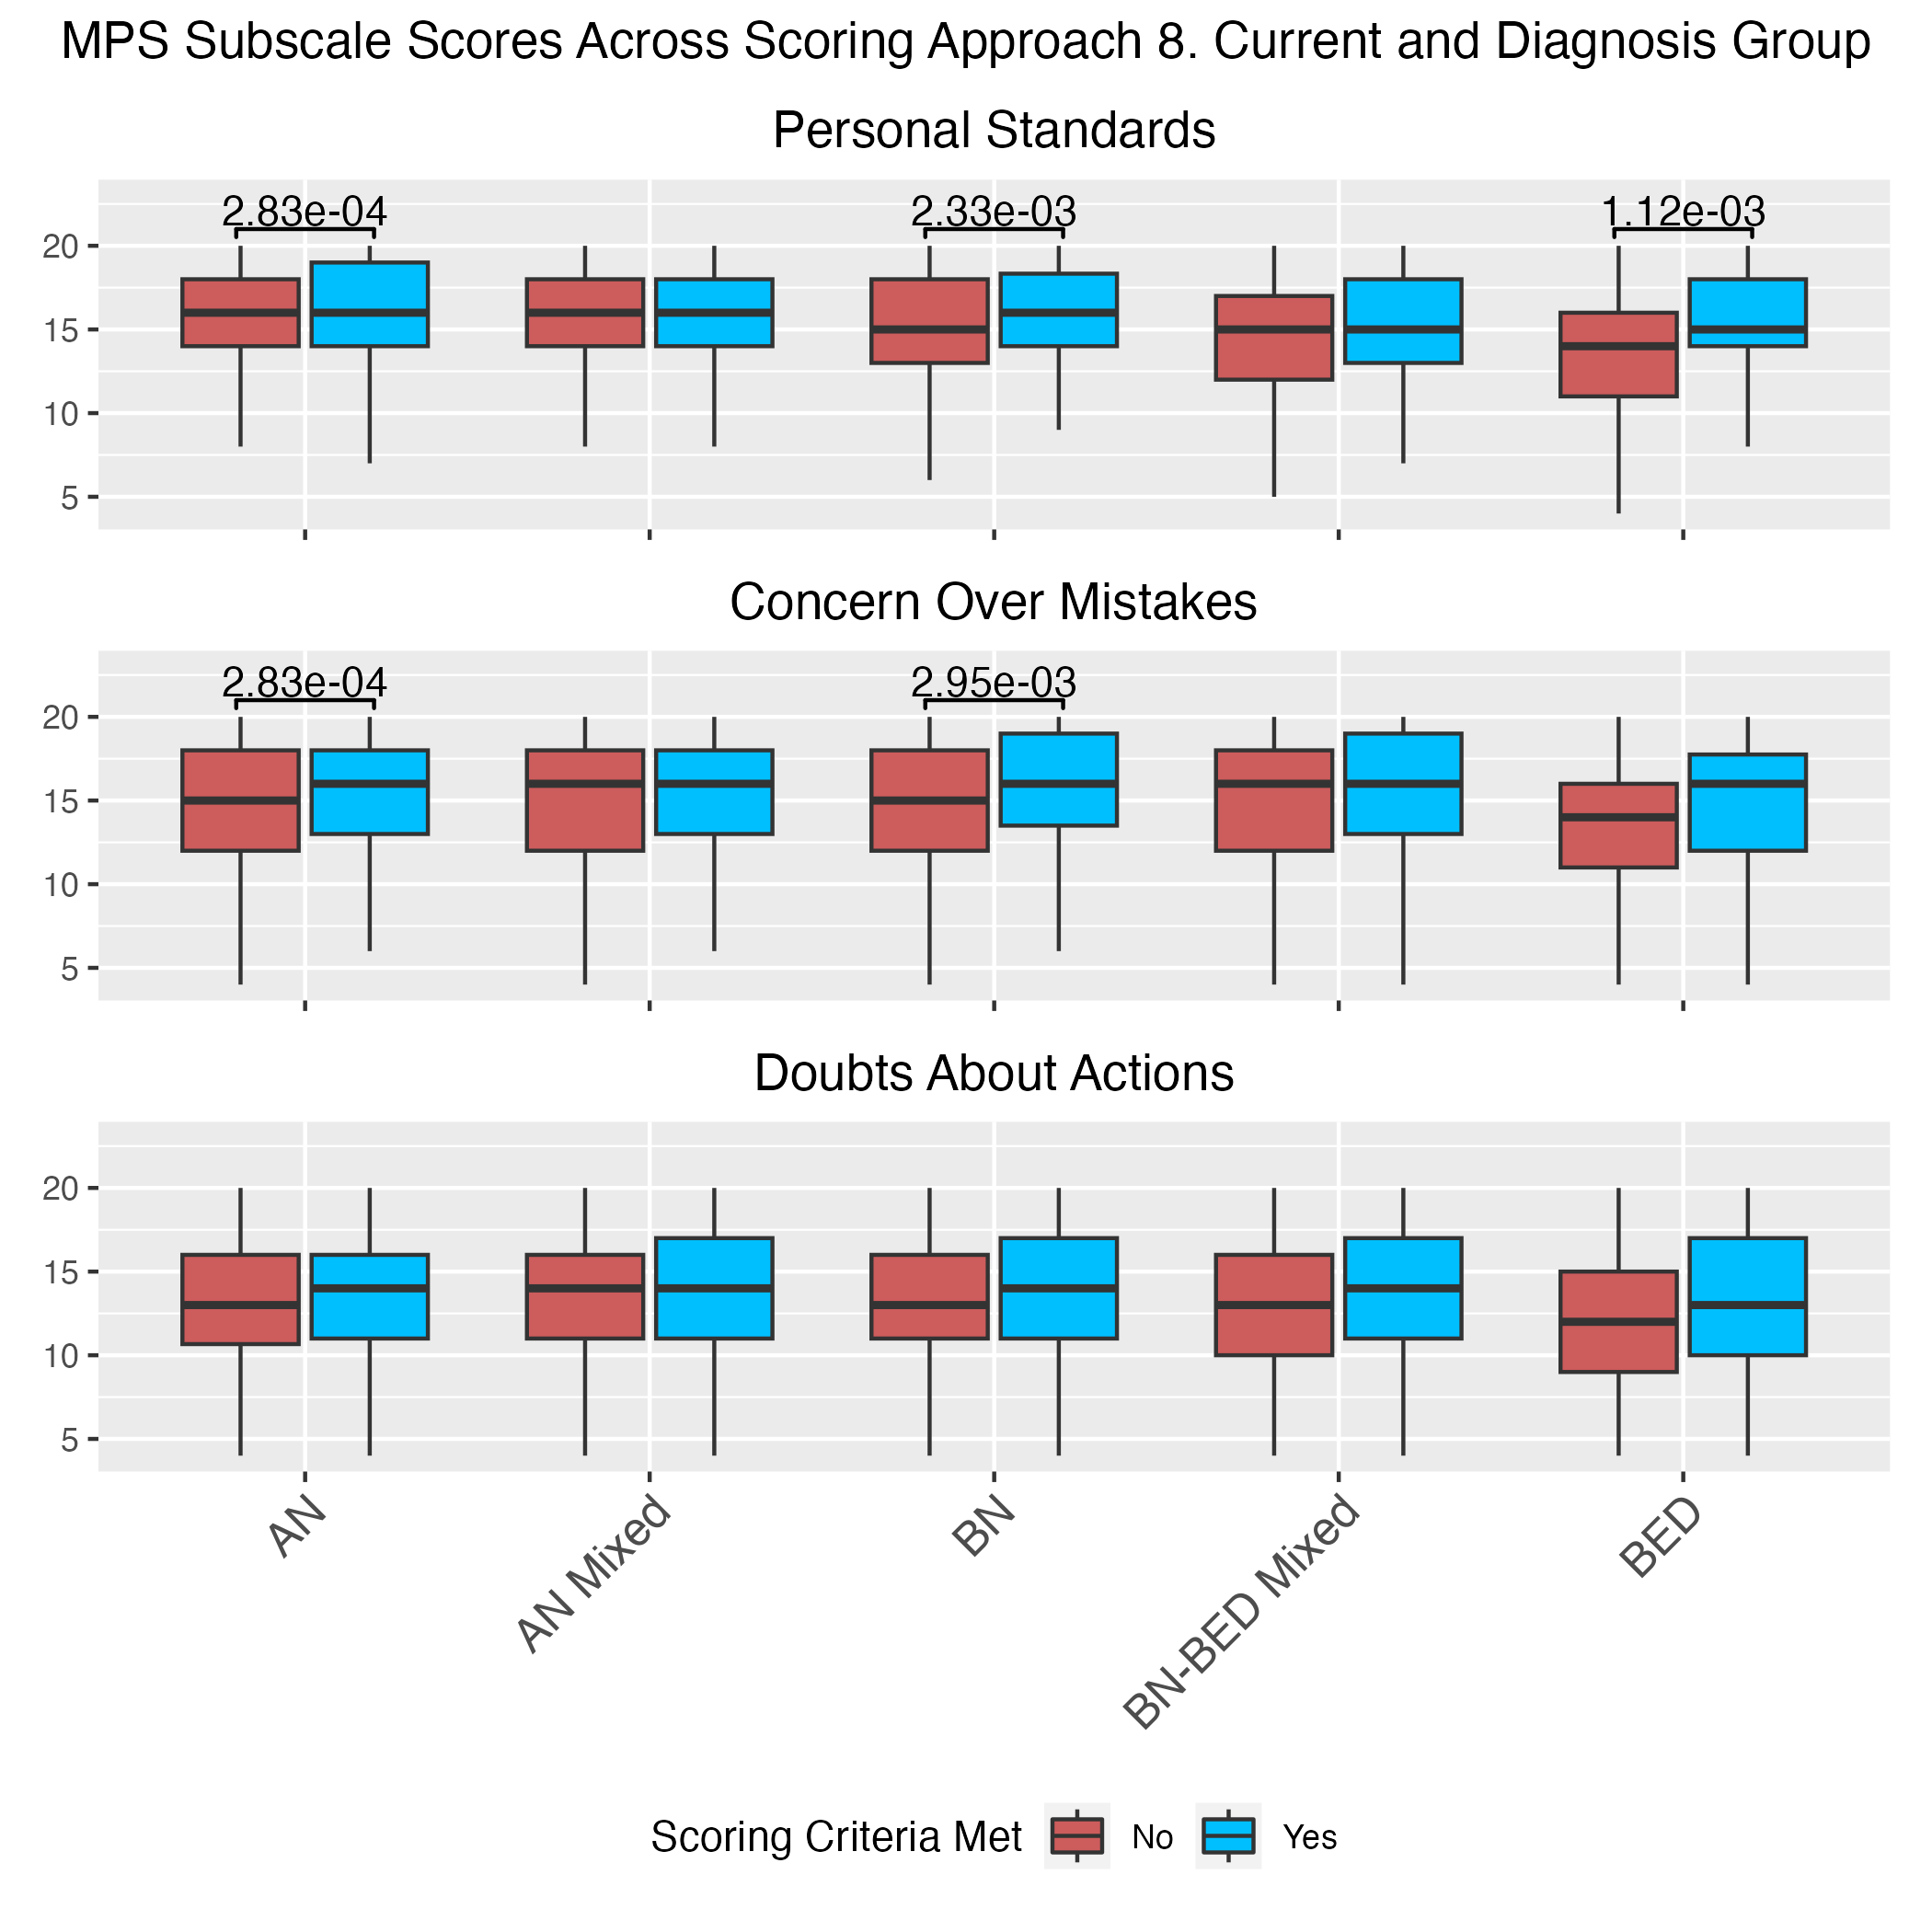 MPS Subscale Scores Across Scoring Approach 8. Current and Diagnosis Group
Personal Standards
2.83e-04 2.33e-03 1.12e-03
20
15
10
5
Concern Over Mistakes
2.83e-04 2.95e-03
20
15
10
5
Doubts About Actions
20
15
10
5
AN
AN Mixed
BN
BN-BED Mixed
BED
Scoring Criteria Met No Yes